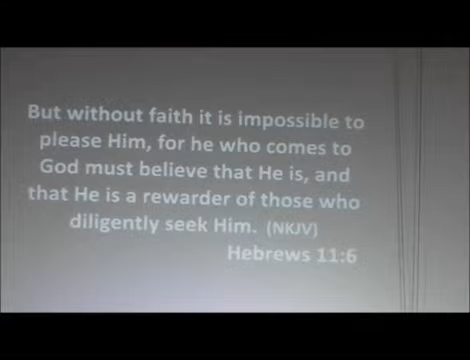 But without faith it is impossible to
please Him, for he who comes to
God must believe that He is, and
that He is a rewarder of those who
diligently seek Him. (NKJV)
Hebrews 11:6